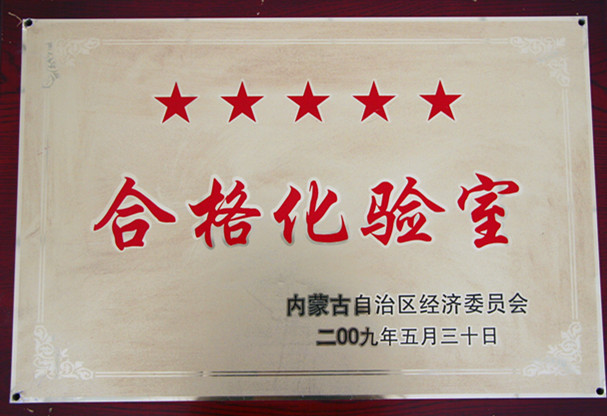 合格化验室
内蒙古自治区经济委员会
二00九年五月三十日